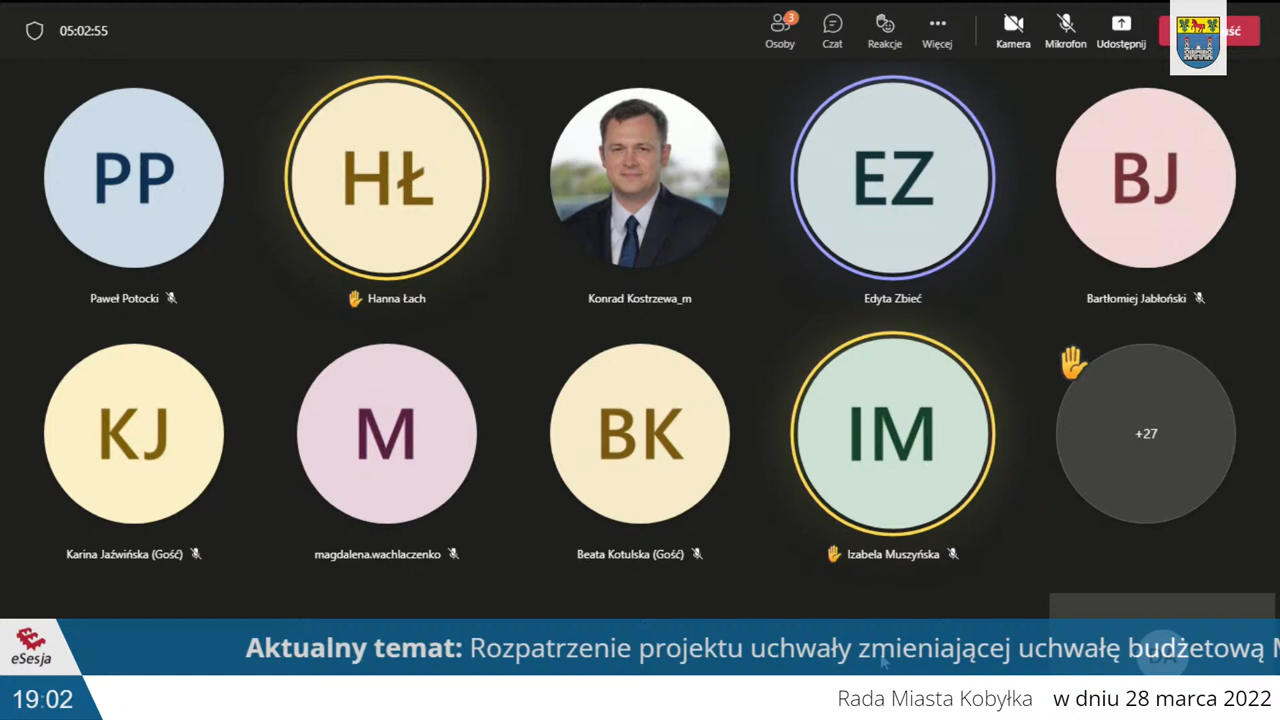 05:02:55
3
Osoby
Czat
Reakcje
Więcej
Kamera
Mikrofon
Udostępnij
ść
PP
HŁ
EZ
BJ
Paweł Potocki
Hanna Łach
Konrad Kostrzewa_m
Edyta Zbieć
Bartłomiej Jabłoński
KJ
M
BK
IM
+27
Karina Jaźwińska (Gość)
magdalena.wachlaczenko
Beata Kotulska (Gość)
Izabela Muszyńska
eSesja
Aktualny temat: Rozpatrzenie projektu uchwały zmieniającej uchwałę budżetową
19:02
Rada Miasta Kobyłka w dniu 28 marca 2022